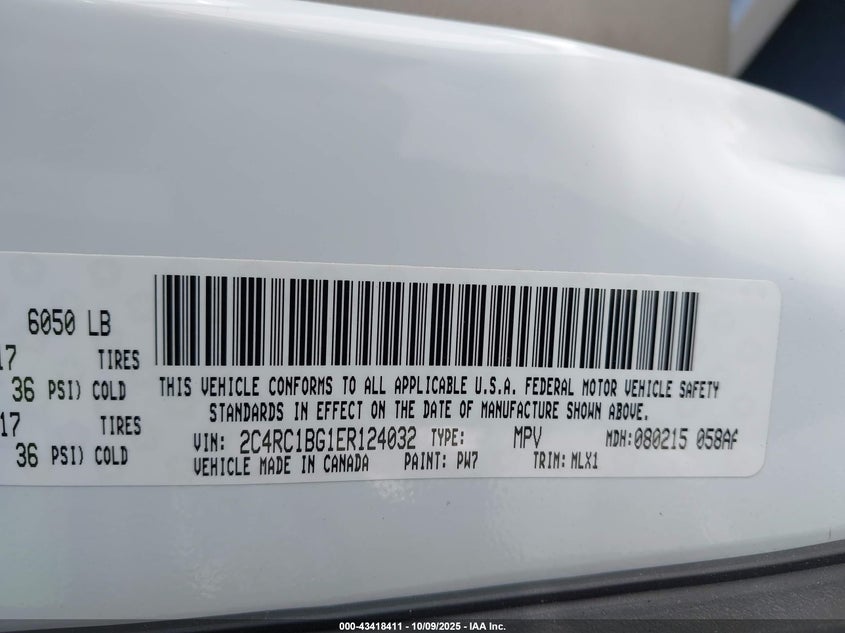 6050 LB
17 TIRES
36 PSI) COLD
THIS VEHICLE CONFORMS TO ALL APPLICABLE U.S.A. FEDERAL MOTOR VEHICLE SAFETY
STANDARDS IN EFFECT ON THE DATE OF MANUFACTURE SHOWN ABOVE.
17 TIRES
VIN: 2C4RC1BG1ER124032 TYPE: MPV MDH:080215 058AF
36 PSI) COLD
VEHICLE MADE IN CANADA PAINT: PW7 TRIM: MLX1
000-43418411 | 10/09/2025 | IAA Inc.